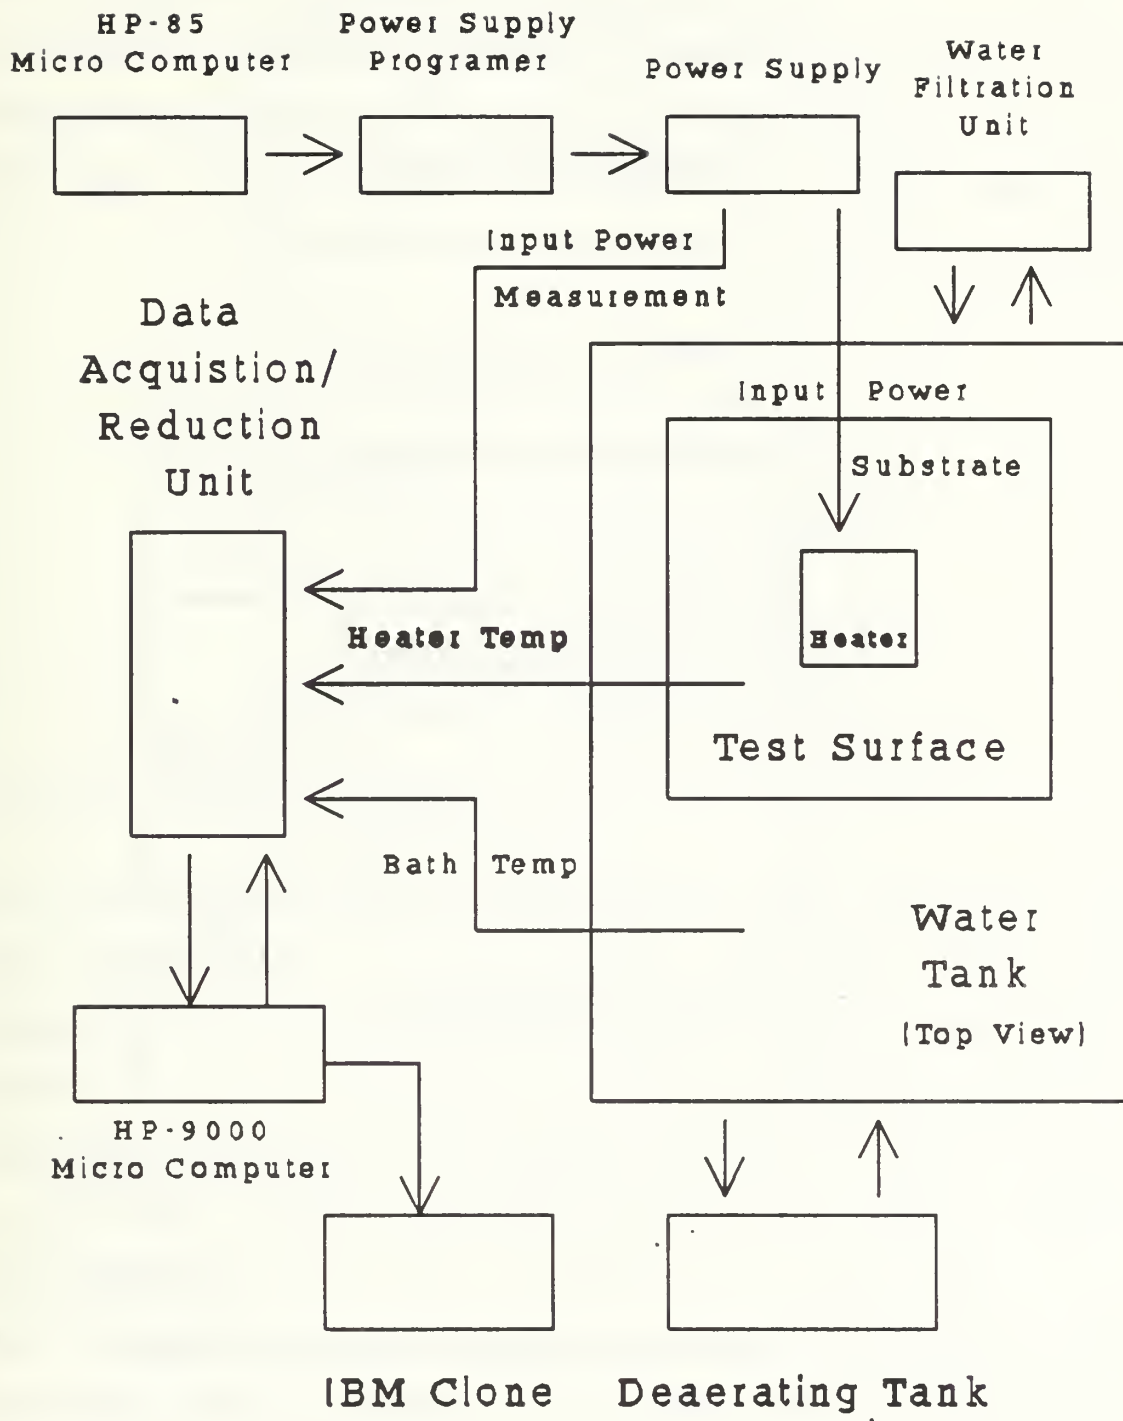 HP-85
Micro Computer
Power Supply
Programer
Power Supply
Water
Filtration
Unit
Input Power
Measurement
Data
Acquistion/
Reduction
Unit
Input Power
Substrate
Heater
Heater Temp
Test Surface
Bath Temp
Water
Tank
(Top View)
HP-9000
Micro Computer
IBM Clone
Deaerating Tank